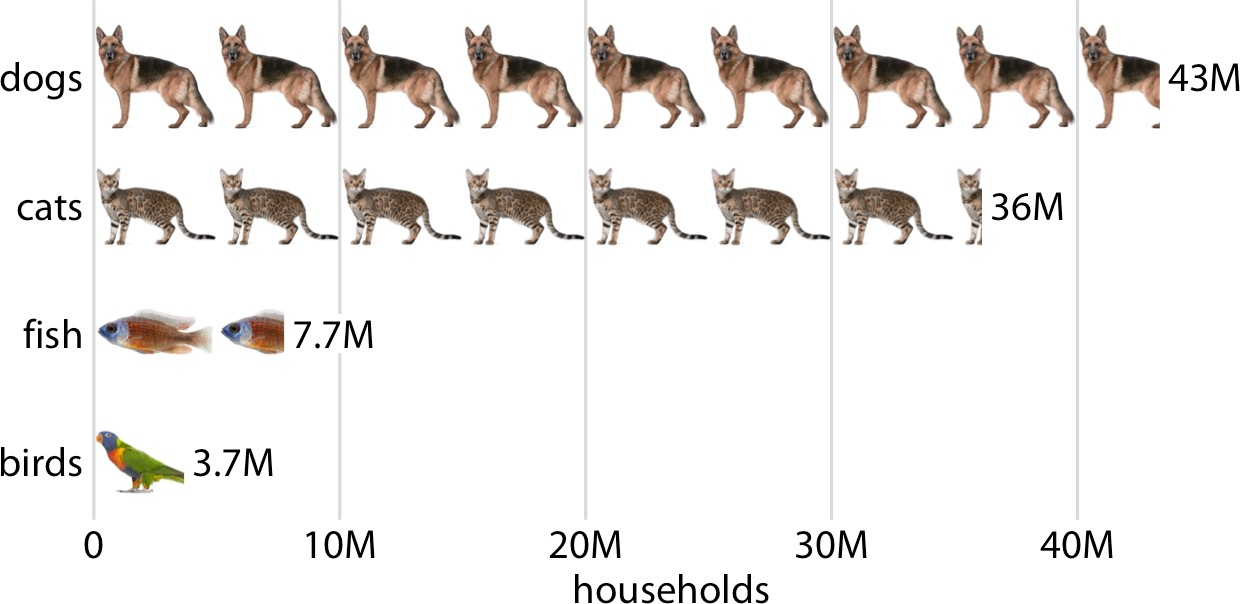 dogs 43M
cats 36M
fish 7.7M
birds 3.7M
0 10M 20M 30M 40M
households